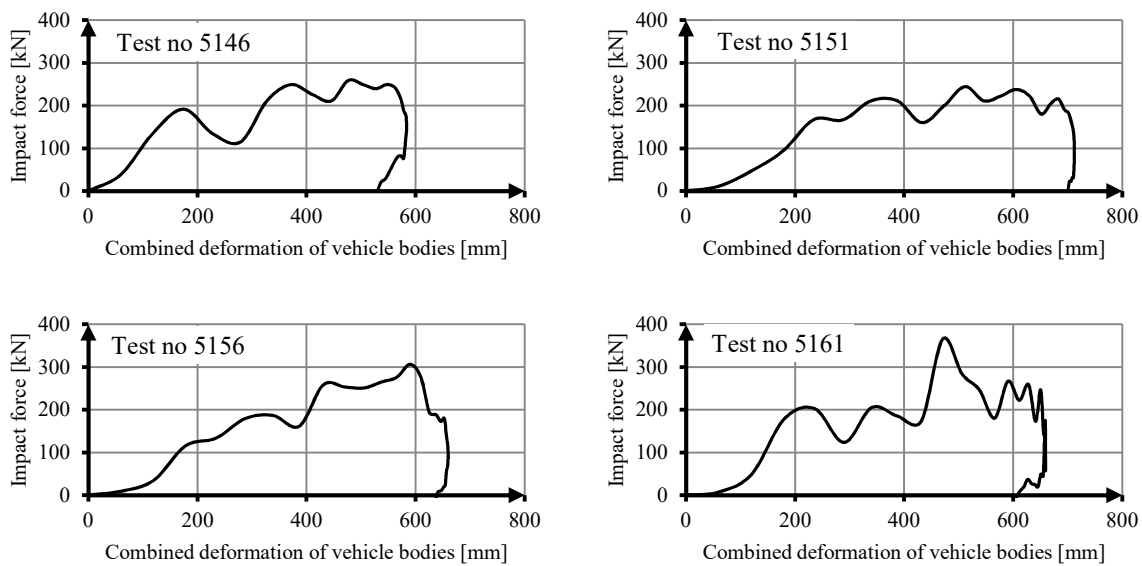 Test no 5146
Impact force [kN]
400
300
200
100
0
0 200 400 600 800
Combined deformation of vehicle bodies [mm]
Test no 5151
Impact force [kN]
400
300
200
100
0
0 200 400 600 800
Combined deformation of vehicle bodies [mm]
Test no 5156
Impact force [kN]
400
300
200
100
0
0 200 400 600 800
Combined deformation of vehicle bodies [mm]
Test no 5161
Impact force [kN]
400
300
200
100
0
0 200 400 600 800
Combined deformation of vehicle bodies [mm]